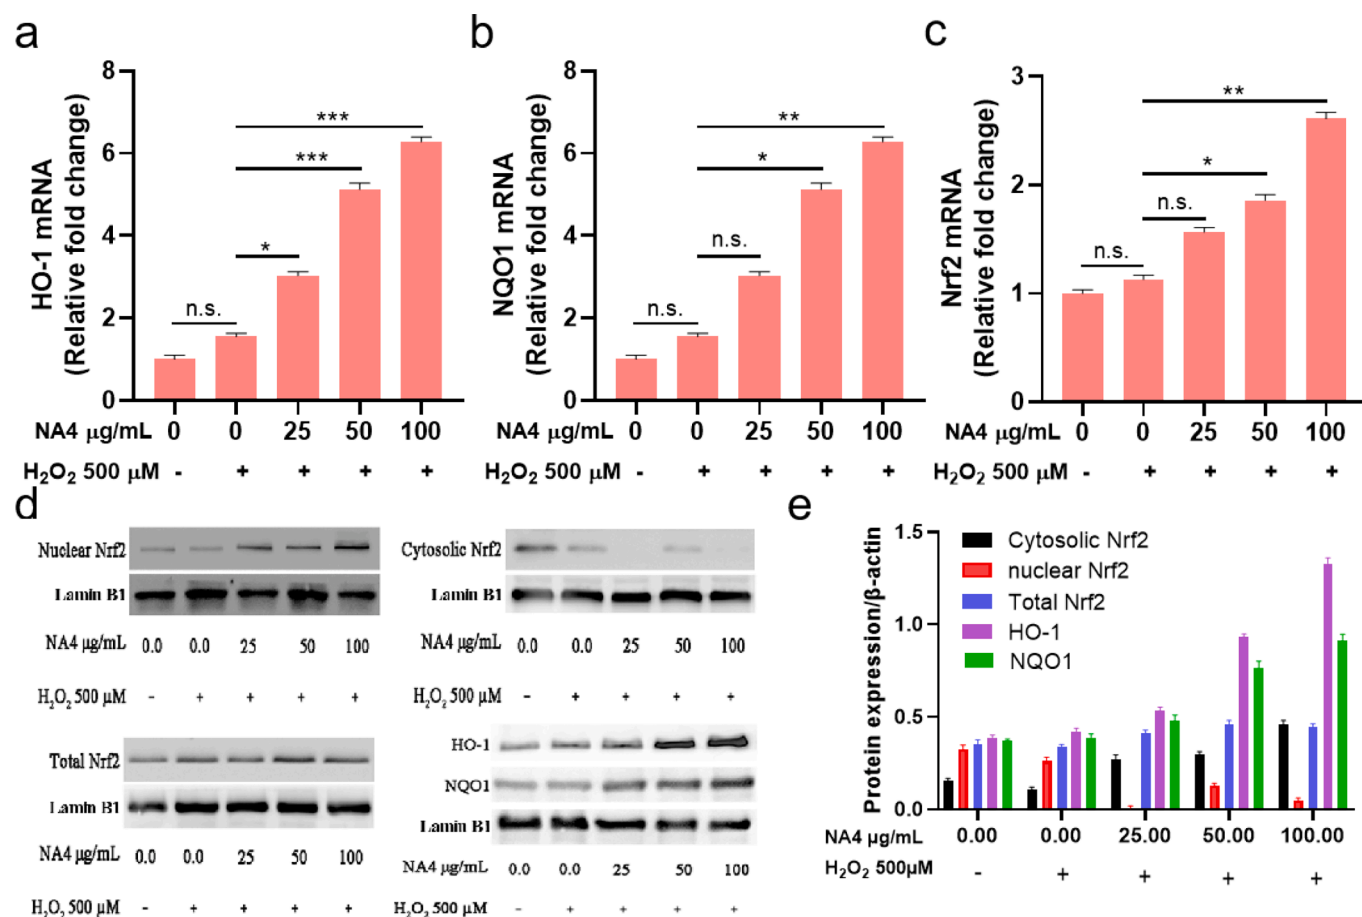 a
HO-1 mRNA
(Relative fold change)
8
6
4
2
0
n.s.
*
***
***
NA4 μg/mL 0 0 25 50 100
H₂O₂ 500 μM - + + + +
b
NQO1 mRNA
(Relative fold change)
8
6
4
2
0
n.s.
n.s.
*
**
NA4 μg/mL 0 0 25 50 100
H₂O₂ 500 μM - + + + +
c
Nrf2 mRNA
(Relative fold change)
3
2
1
0
n.s.
n.s.
*
**
NA4 μg/mL 0 0 25 50 100
H₂O₂ 500 μM - + + + +
d
Nuclear Nrf2
Lamin B1
NA4 μg/mL 0.0 0.0 25 50 100
H₂O₂ 500 μM - + + + +
Cytosolic Nrf2
Lamin B1
NA4 μg/mL 0.0 0.0 25 50 100
H₂O₂ 500 μM - + + + +
Total Nrf2
Lamin B1
NA4 μg/mL 0.0 0.0 25 50 100
H₂O₂ 500 μM - + + + +
HO-1
NQO1
Lamin B1
NA4 μg/mL 0.0 0.0 25 50 100
H₂O₂ 500 μM - + + + +
e
Protein expression/β-actin
1.5
1.0
0.5
0.0
Cytosolic Nrf2
nuclear Nrf2
Total Nrf2
HO-1
NQO1
NA4 μg/mL 0.00 0.00 25.00 50.00 100.00
H₂O₂ 500μM - + + + +